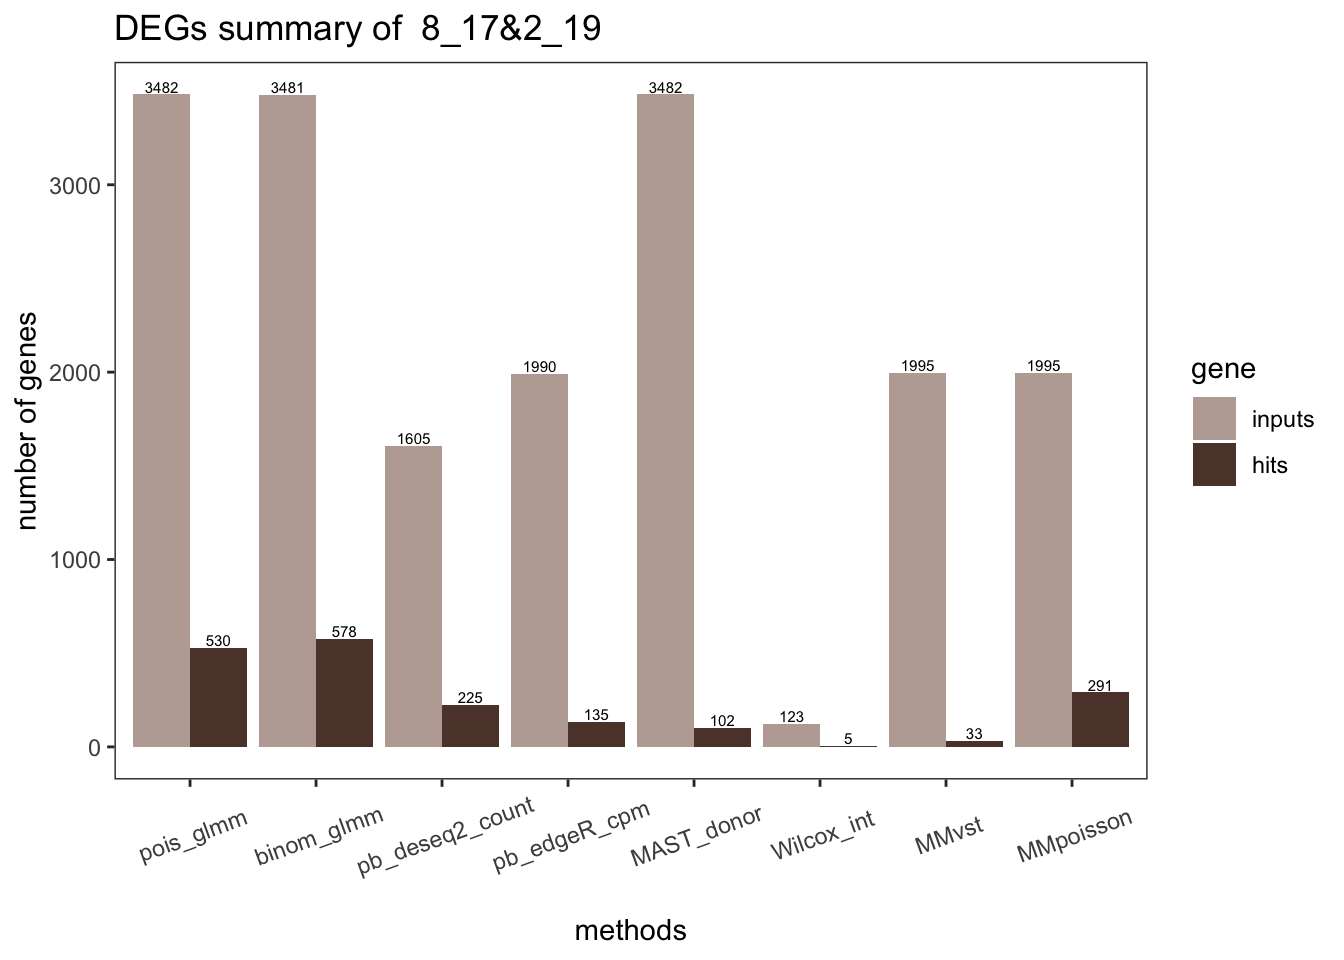 DEGs summary of  8_17&2_19
number of genes
3000
2000
1000
0
3482
530
3481
578
1605
225
1990
135
3482
102
123
5
1995
33
1995
291
pois_glmm
binom_glmm
pb_deseq2_count
pb_edgeR_cpm
MAST_donor
Wilcox_int
MMvst
MMpoisson
methods
gene
inputs
hits